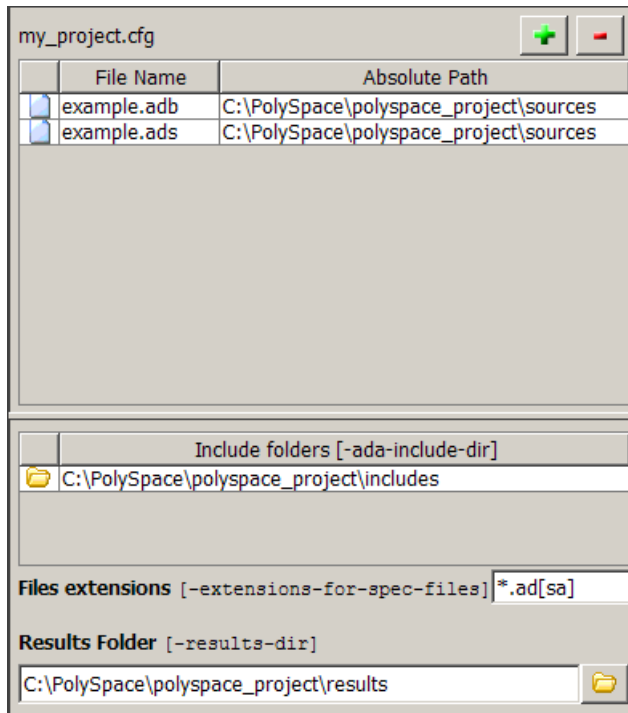 my_project.cfg
File Name Absolute Path
example.adb C:\PolySpace\polyspace_project\sources
example.ads C:\PolySpace\polyspace_project\sources
Include folders [-ada-include-dir]
C:\PolySpace\polyspace_project\includes
Files extensions [-extensions-for-spec-files] *.ad[sa]
Results Folder [-results-dir]
C:\PolySpace\polyspace_project\results